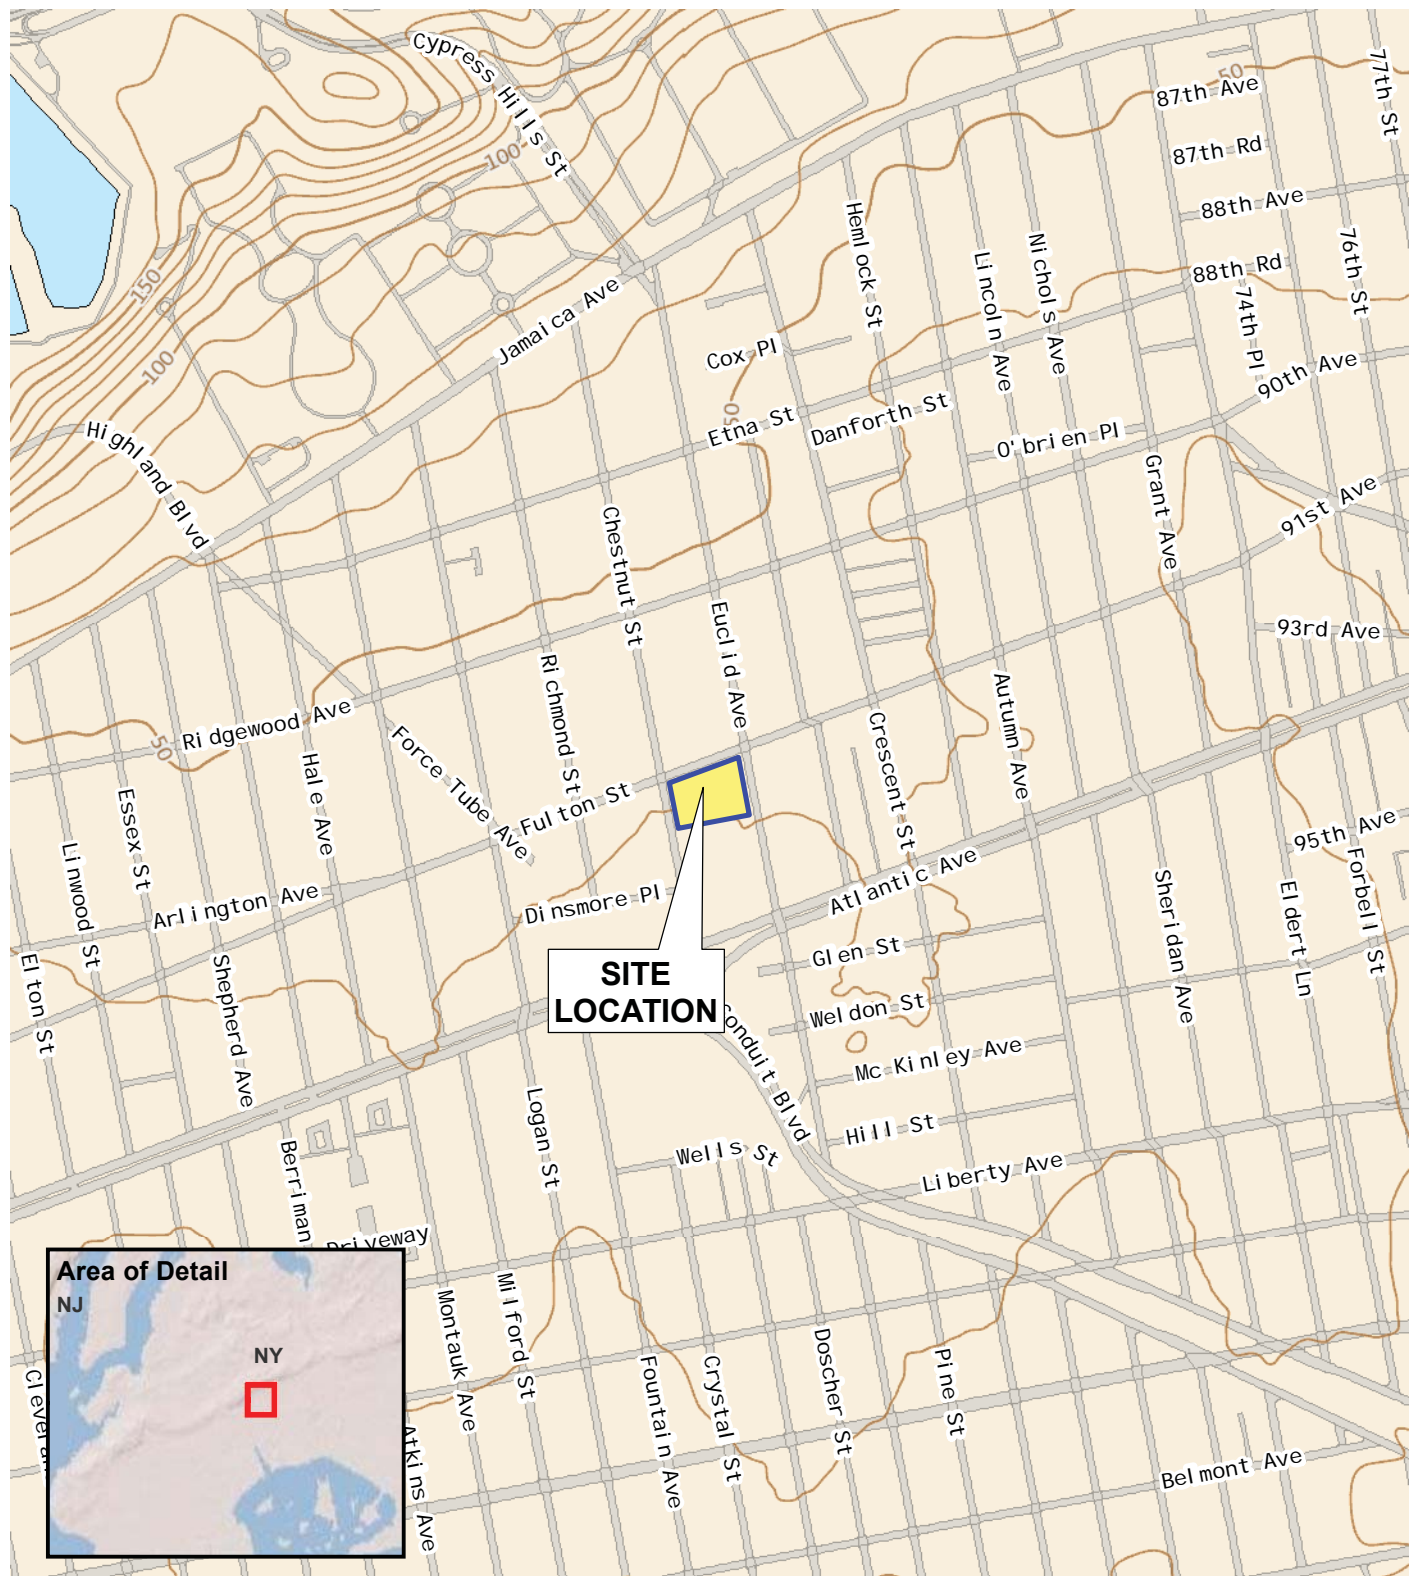 Cypress Hills St
77th St
50
87th Ave
100
87th Rd
88th Ave
Hemlock St
76th St
Nichols Ave
Lincoln Ave
88th Rd
150
74th Pl
Jamaica Ave
Cox Pl
100
90th Ave
50
Etna St
Danforth St
O'brien Pl
Highland Blvd
Grant Ave
91st Ave
Chestnut St
Euclid Ave
93rd Ave
Richmond St
Autumn Ave
Ridgewood Ave
50
Crescent St
Force Tube Ave
Hale Ave
Fulton St
Essex St
95th Ave
Linwood St
Forbell St
Atlantic Ave
Sheridan Ave
Eldert Ln
Arlington Ave
Dinsmore Pl
Glen St
Elton St
Shepherd Ave
SITE
LOCATION
Conduit Blvd
Weldon St
Mc Kinley Ave
Logan St
Hill St
Berriman
Wells St
Liberty Ave
Driveway
Area of Detail
NJ
NY
Milford St
Montauk Ave
Doscher St
Pine St
Fountain Ave
Crystal St
Atkins Ave
Belmont Ave